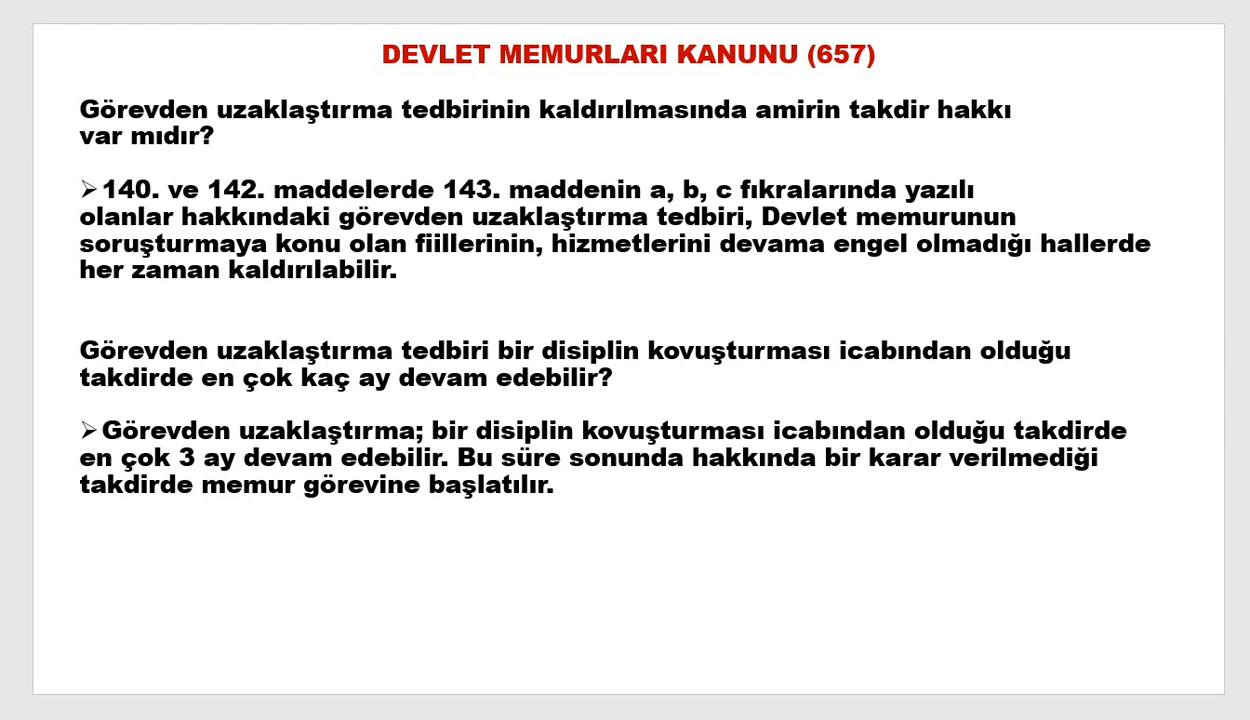 DEVLET MEMURLARI KANUNU (657)
Görevden uzaklaştırma tedbirinin kaldırılmasında amirin takdir hakkı
var mıdır?
➢140. ve 142. maddelerde 143. maddenin a, b, c fıkralarında yazılı
olanlar hakkındaki görevden uzaklaştırma tedbiri, Devlet memurunun
soruşturmaya konu olan fiillerinin, hizmetlerini devama engel olmadığı hallerde
her zaman kaldırılabilir.
Görevden uzaklaştırma tedbiri bir disiplin kovuşturması icabından olduğu
takdirde en çok kaç ay devam edebilir?
➢Görevden uzaklaştırma; bir disiplin kovuşturması icabından olduğu takdirde
en çok 3 ay devam edebilir. Bu süre sonunda hakkında bir karar verilmediği
takdirde memur görevine başlatılır.